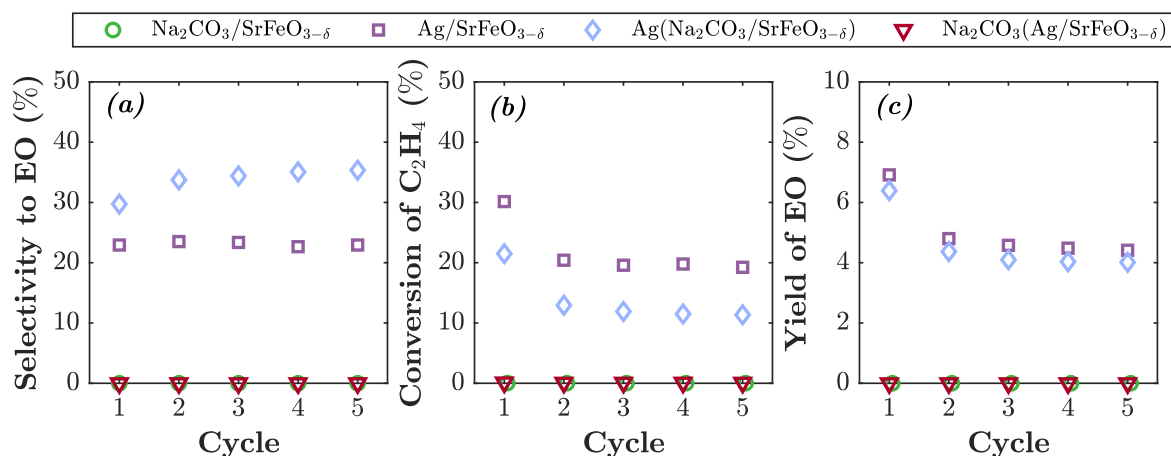 Na₂CO₃/SrFeO₃₋δ Ag/SrFeO₃₋δ Ag(Na₂CO₃/SrFeO₃₋δ) Na₂CO₃(Ag/SrFeO₃₋δ)
(a)
Selectivity to EO (%)
50
40
30
20
10
0
1 2 3 4 5
Cycle
(b)
Conversion of C₂H₄ (%)
50
40
30
20
10
0
1 2 3 4 5
Cycle
(c)
Yield of EO (%)
10
8
6
4
2
0
1 2 3 4 5
Cycle